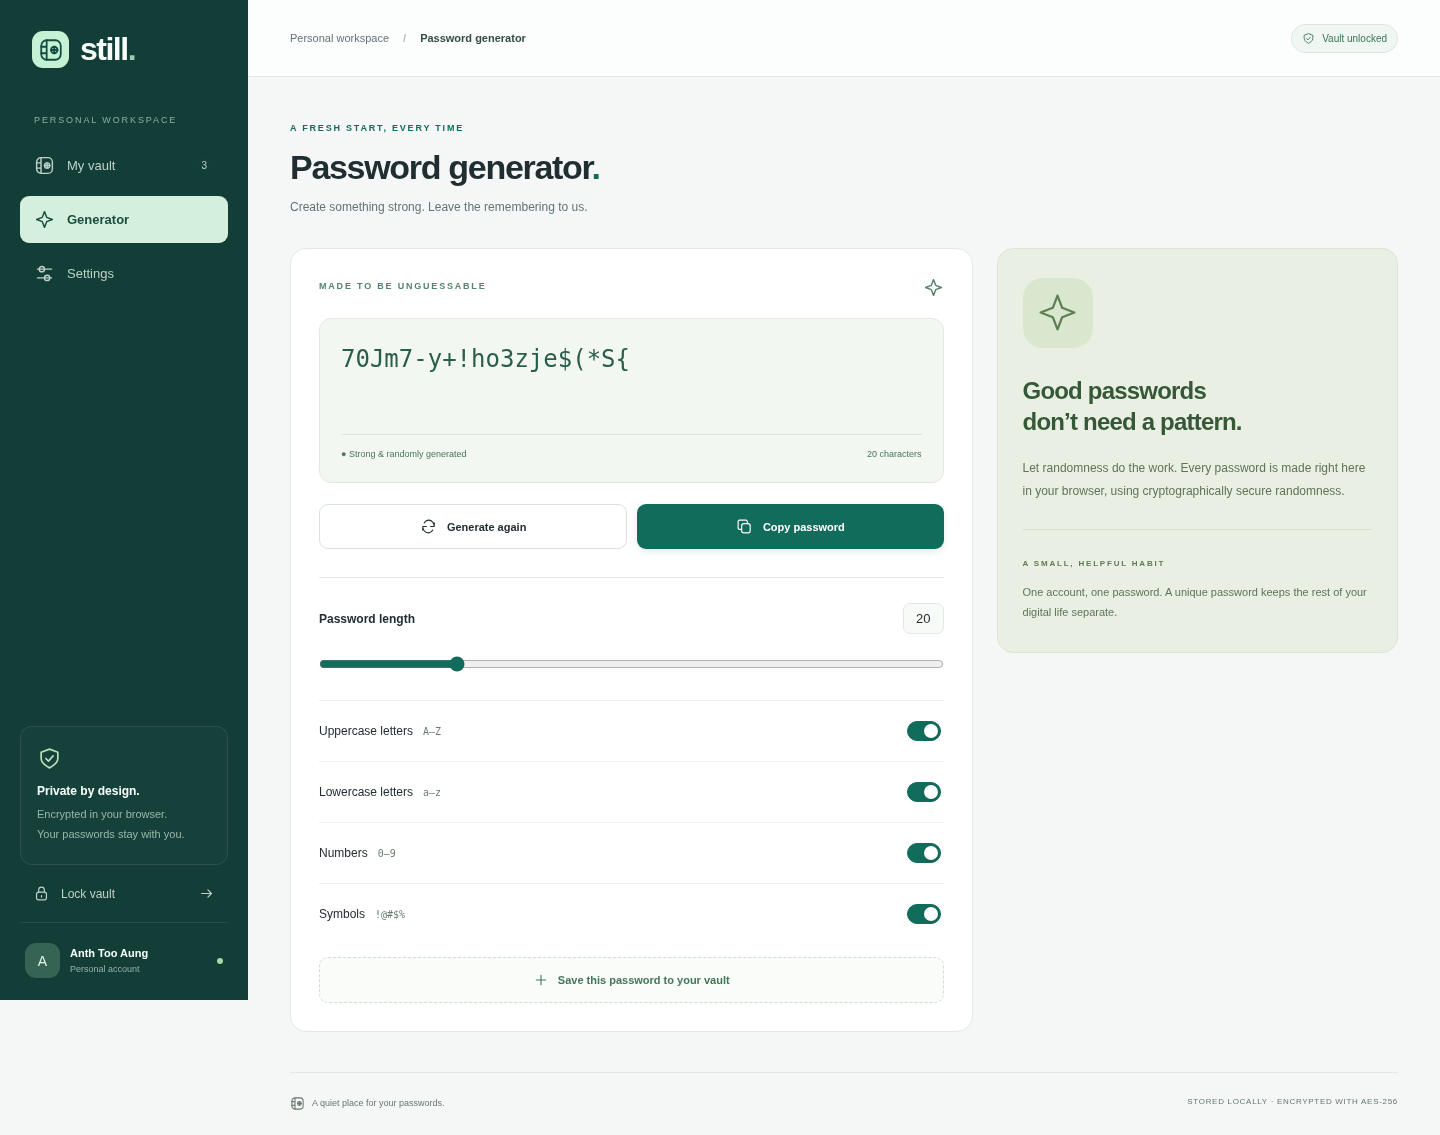 still.
PERSONAL WORKSPACE
My vault 3
Generator
Settings
Private by design.
Encrypted in your browser.
Your passwords stay with you.
Lock vault
A
Anth Too Aung
Personal account
Personal workspace / Password generator
Vault unlocked
A FRESH START, EVERY TIME
Password generator.
Create something strong. Leave the remembering to us.
MADE TO BE UNGUESSABLE
70Jm7-y+!ho3zje$(*S{
● Strong & randomly generated
20 characters
Generate again
Copy password
Password length
20
Uppercase letters A–Z
Lowercase letters a–z
Numbers 0–9
Symbols !@#$%
Save this password to your vault
Good passwords
don’t need a pattern.
Let randomness do the work. Every password is made right here
in your browser, using cryptographically secure randomness.
A SMALL, HELPFUL HABIT
One account, one password. A unique password keeps the rest of your
digital life separate.
A quiet place for your passwords.
STORED LOCALLY · ENCRYPTED WITH AES-256